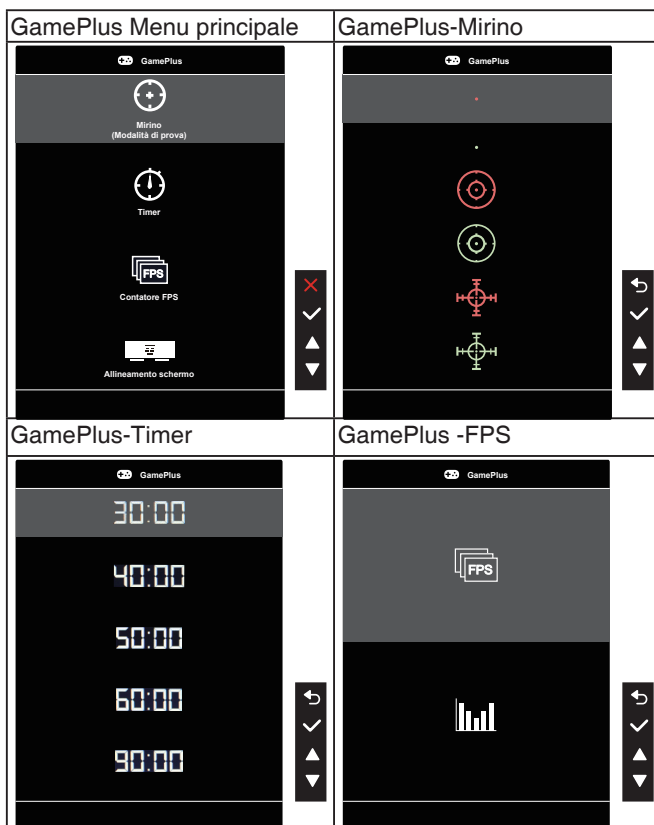 GamePlus Menu principale
GamePlus
Mirino
(Modalità di prova)
Timer
FPS
Contatore FPS
Allineamento schermo
GamePlus-Mirino
GamePlus
GamePlus-Timer
GamePlus
30:00
40:00
50:00
60:00
90:00
GamePlus -FPS
GamePlus
FPS